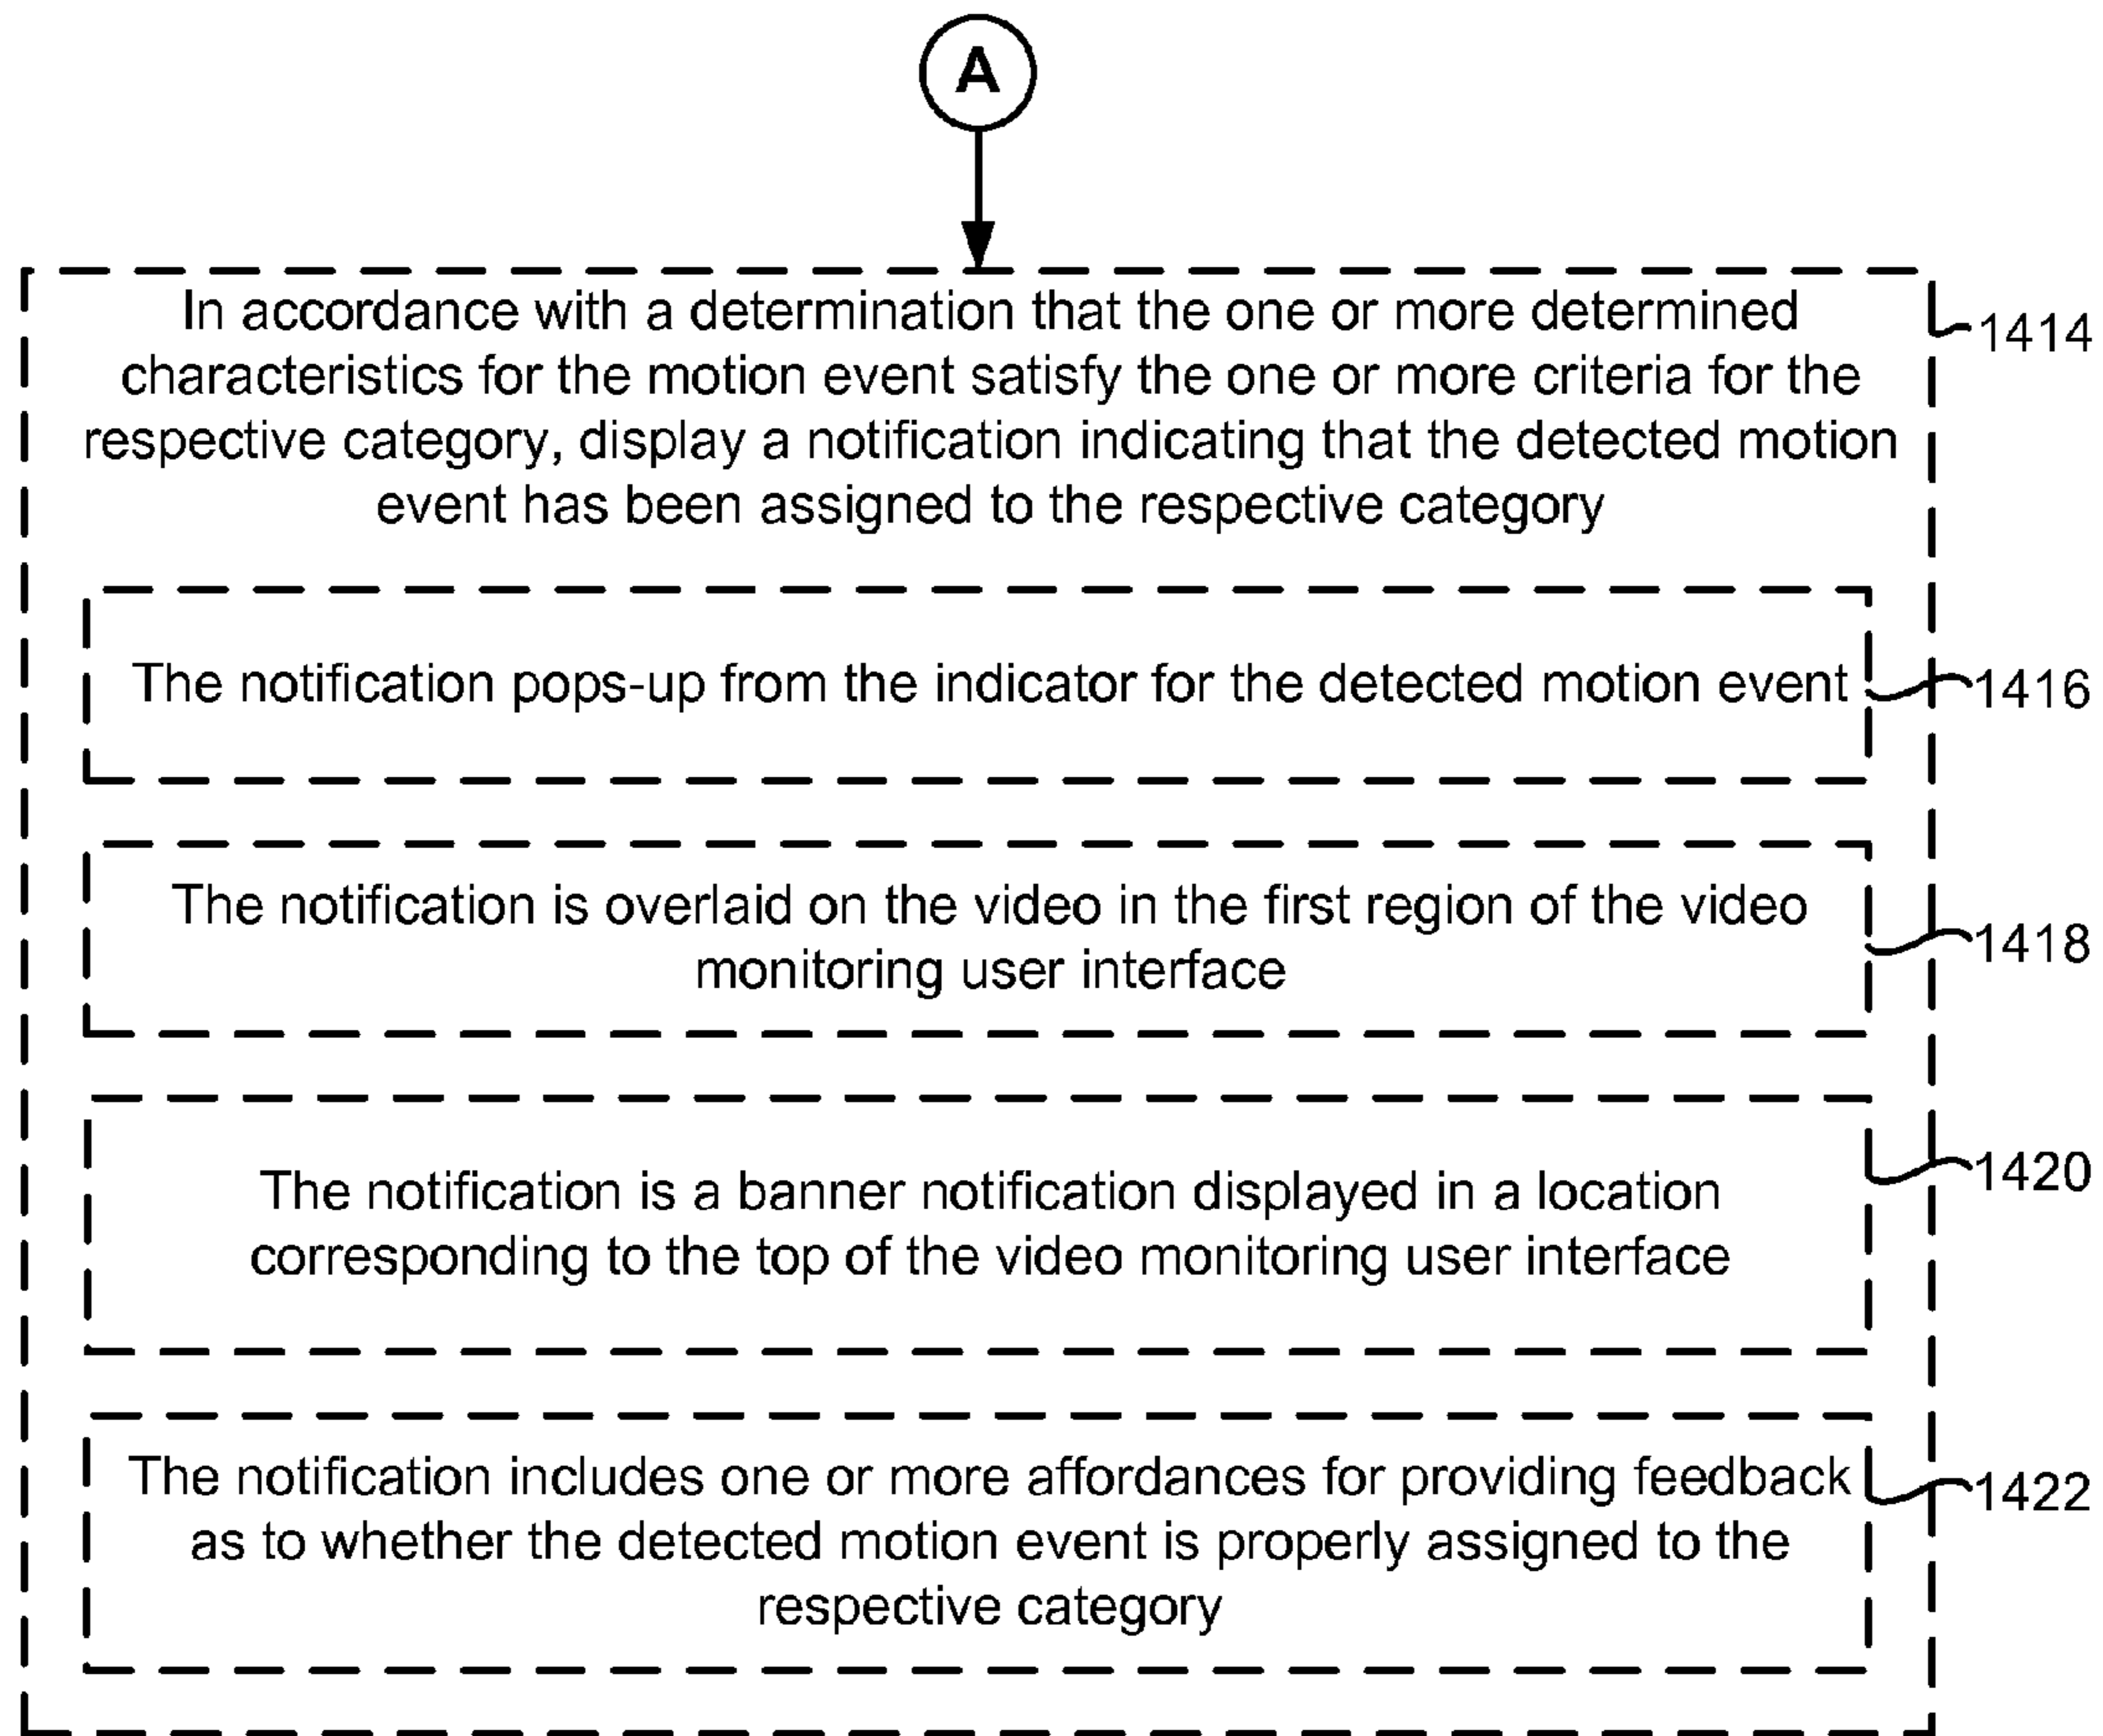 A
In accordance with a determination that the one or more determined
characteristics for the motion event satisfy the one or more criteria for the
respective category, display a notification indicating that the detected motion
event has been assigned to the respective category
1414
The notification pops-up from the indicator for the detected motion event
1416
The notification is overlaid on the video in the first region of the video
monitoring user interface
1418
The notification is a banner notification displayed in a location
corresponding to the top of the video monitoring user interface
1420
The notification includes one or more affordances for providing feedback
as to whether the detected motion event is properly assigned to the
respective category
1422